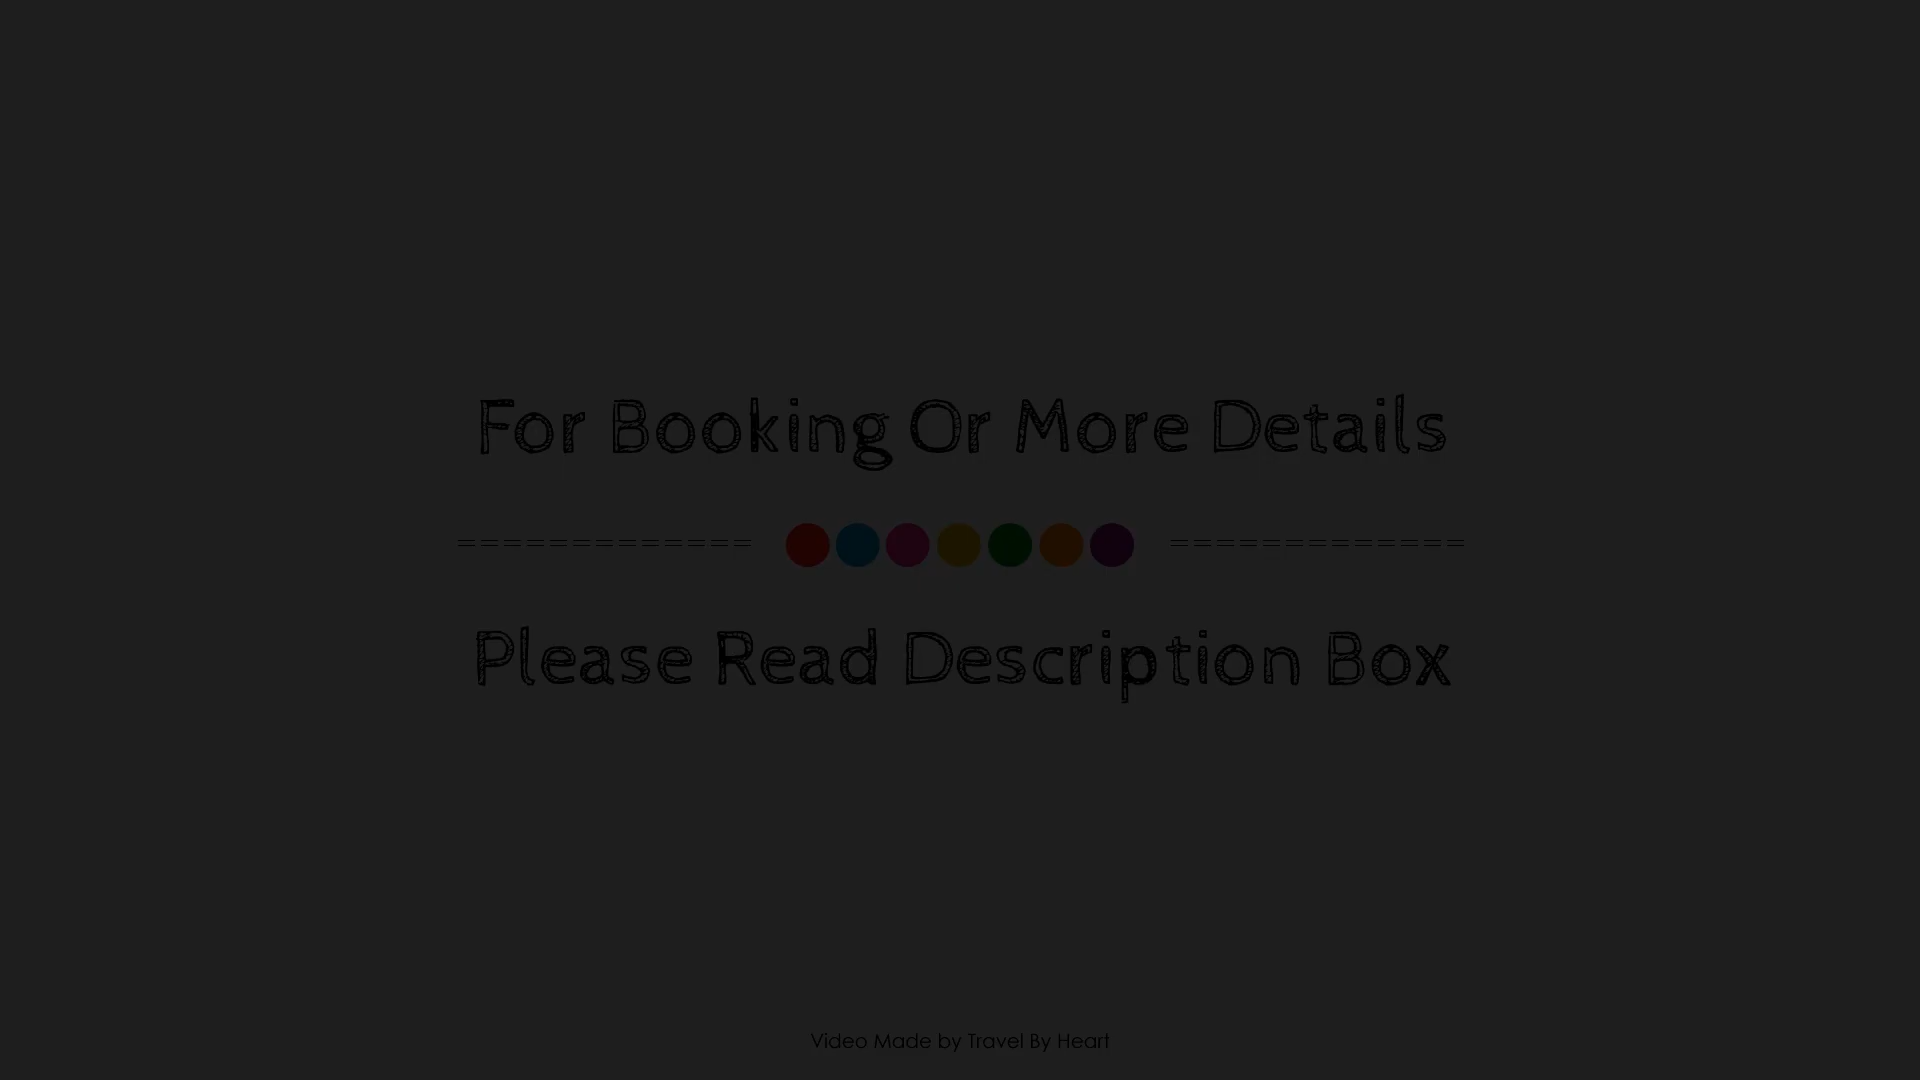 For Booking Or More Details
============= =============
Please Read Description Box
Video Made by Travel By Heart